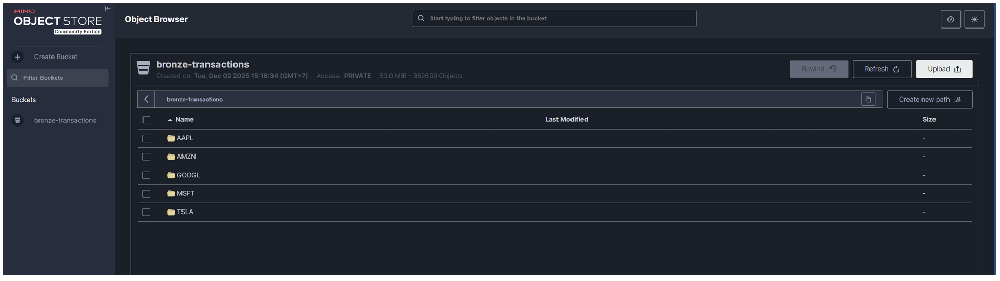 MINIO
OBJECT STORE
Community Edition
Create Bucket
Filter Buckets
Buckets
bronze-transactions
Object Browser
Start typing to filter objects in the bucket
bronze-transactions
Created on: Tue, Dec 02 2025 15:16:34 (GMT+7) Access: PRIVATE 53.0 MiB - 362609 Objects
Rewind
Refresh
Upload
bronze-transactions
Create new path
Name Last Modified Size
AAPL -
AMZN -
GOOGL -
MSFT -
TSLA -